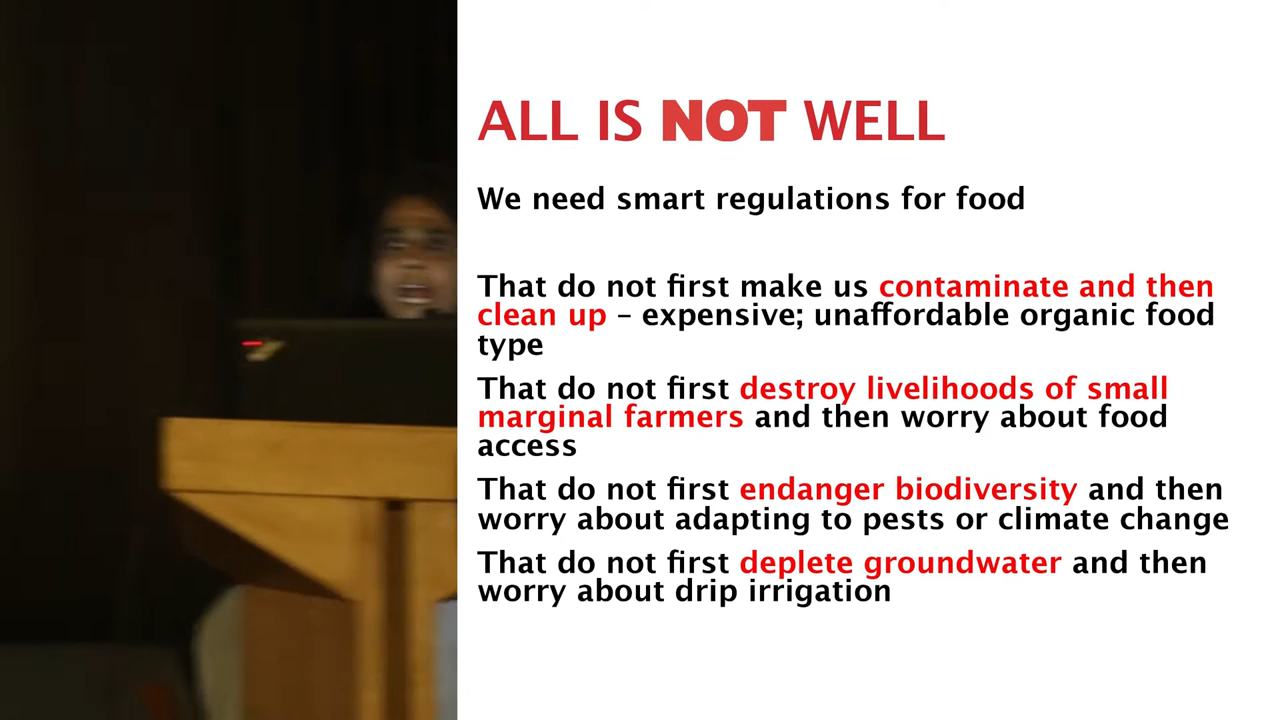 ALL IS NOT WELL
We need smart regulations for food
That do not first make us contaminate and then
clean up – expensive; unaffordable organic food
type
That do not first destroy livelihoods of small
marginal farmers and then worry about food
access
That do not first endanger biodiversity and then
worry about adapting to pests or climate change
That do not first deplete groundwater and then
worry about drip irrigation